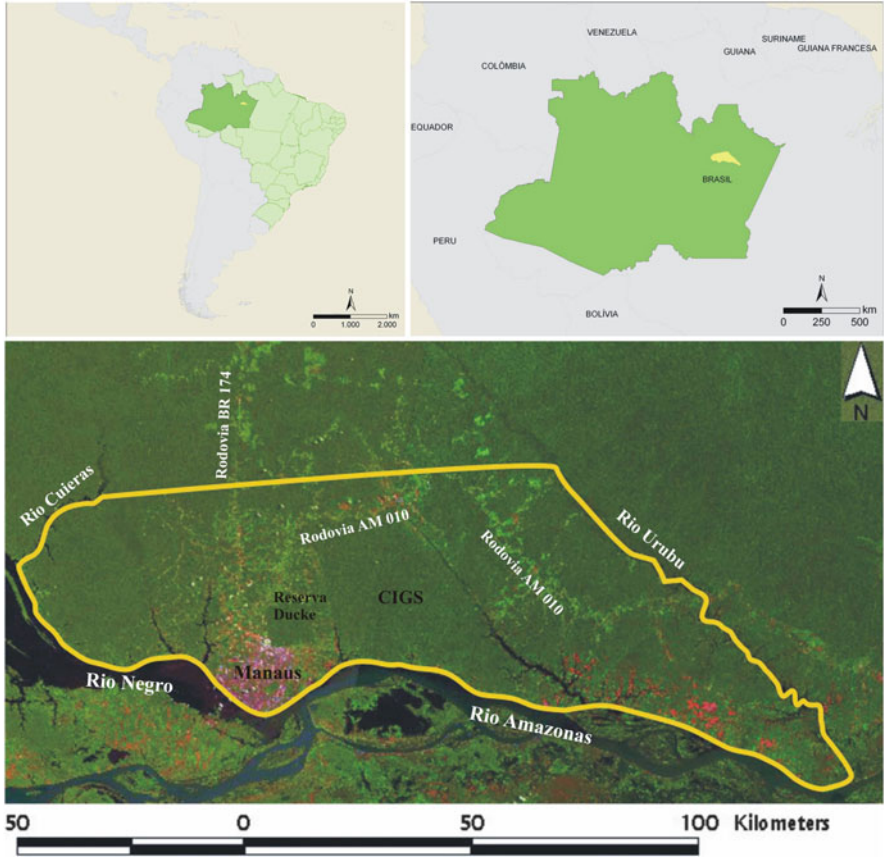 N
km
0 1.000 2.000
VENEZUELA
SURINAME
GUIANA
GUIANA FRANCESA
COLÔMBIA
EQUADOR
BRASIL
PERU
BOLÍVIA
N
km
0 250 500
Rodovia BR 174
N
Rio Cuieras
Rodovia AM 010
Rio Urubu
Rodovia AM 010
Reserva
Ducke
CIGS
Manaus
Rio Negro
Rio Amazonas
50 0 50 100 Kilometers